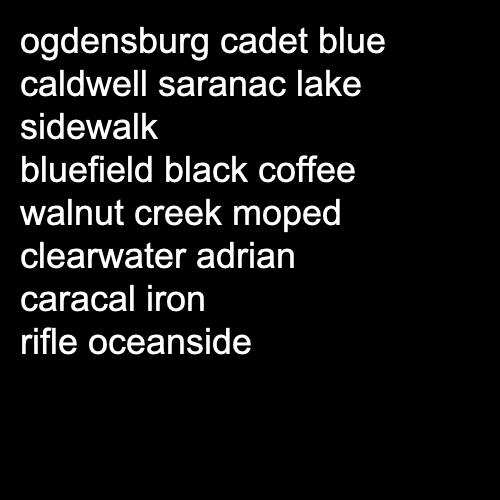 ogdensburg cadet blue
caldwell saranac lake
sidewalk
bluefield black coffee
walnut creek moped
clearwater adrian
caracal iron
rifle oceanside